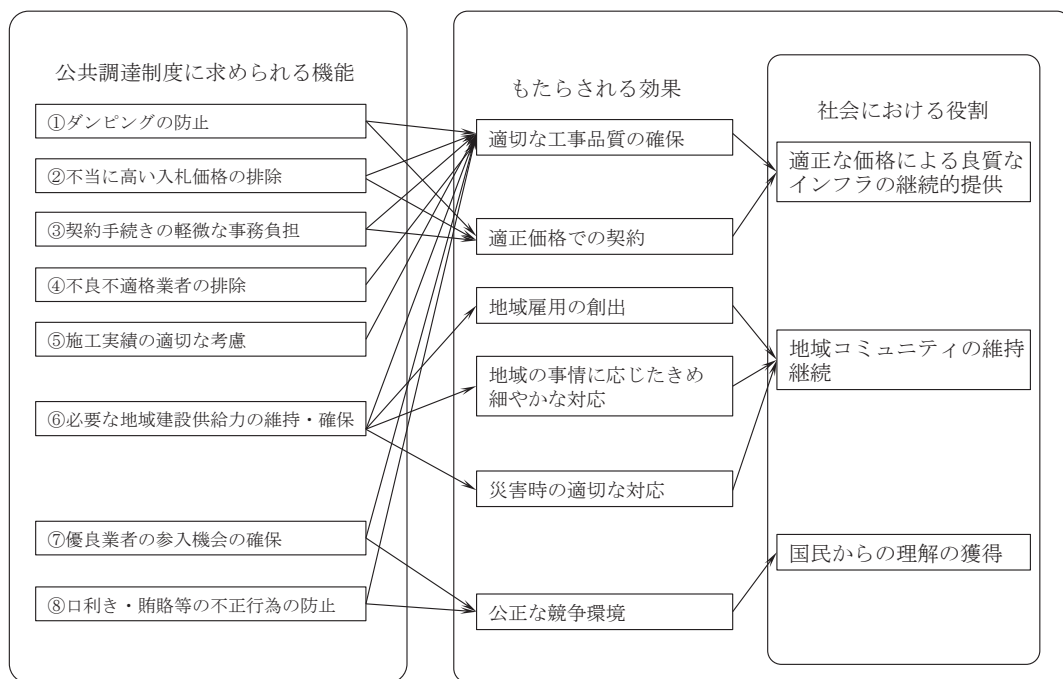 公共調達制度に求められる機能
①ダンピングの防止
②不当に高い入札価格の排除
③契約手続きの軽微な事務負担
④不良不適格業者の排除
⑤施工実績の適切な考慮
⑥必要な地域建設供給力の維持・確保
⑦優良業者の参入機会の確保
⑧口利き・賄賂等の不正行為の防止
もたらされる効果
適切な工事品質の確保
適正価格での契約
地域雇用の創出
地域の事情に応じたきめ
細やかな対応
災害時の適切な対応
公正な競争環境
社会における役割
適正な価格による良質な
インフラの継続的提供
地域コミュニティの維持
継続
国民からの理解の獲得